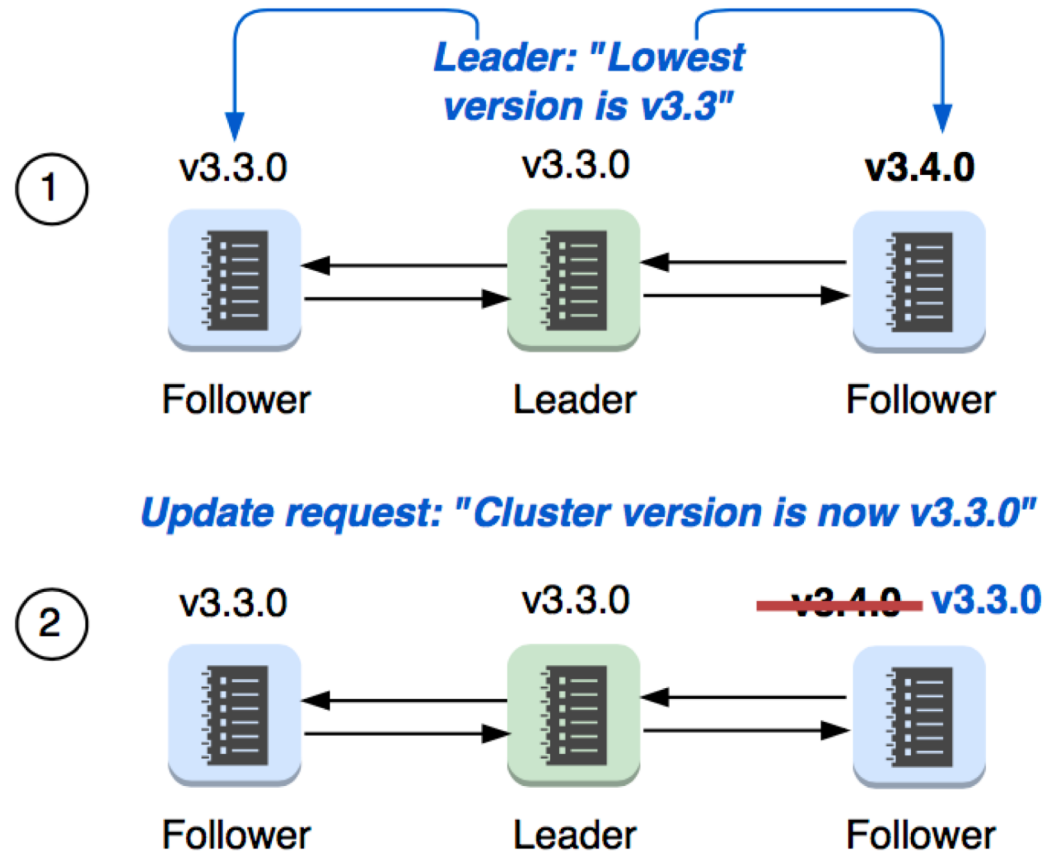 Leader: "Lowest
version is v3.3"
1
v3.3.0
v3.3.0
v3.4.0
Follower
Leader
Follower
Update request: "Cluster version is now v3.3.0"
2
v3.3.0
v3.3.0
v3.4.0 v3.3.0
Follower
Leader
Follower